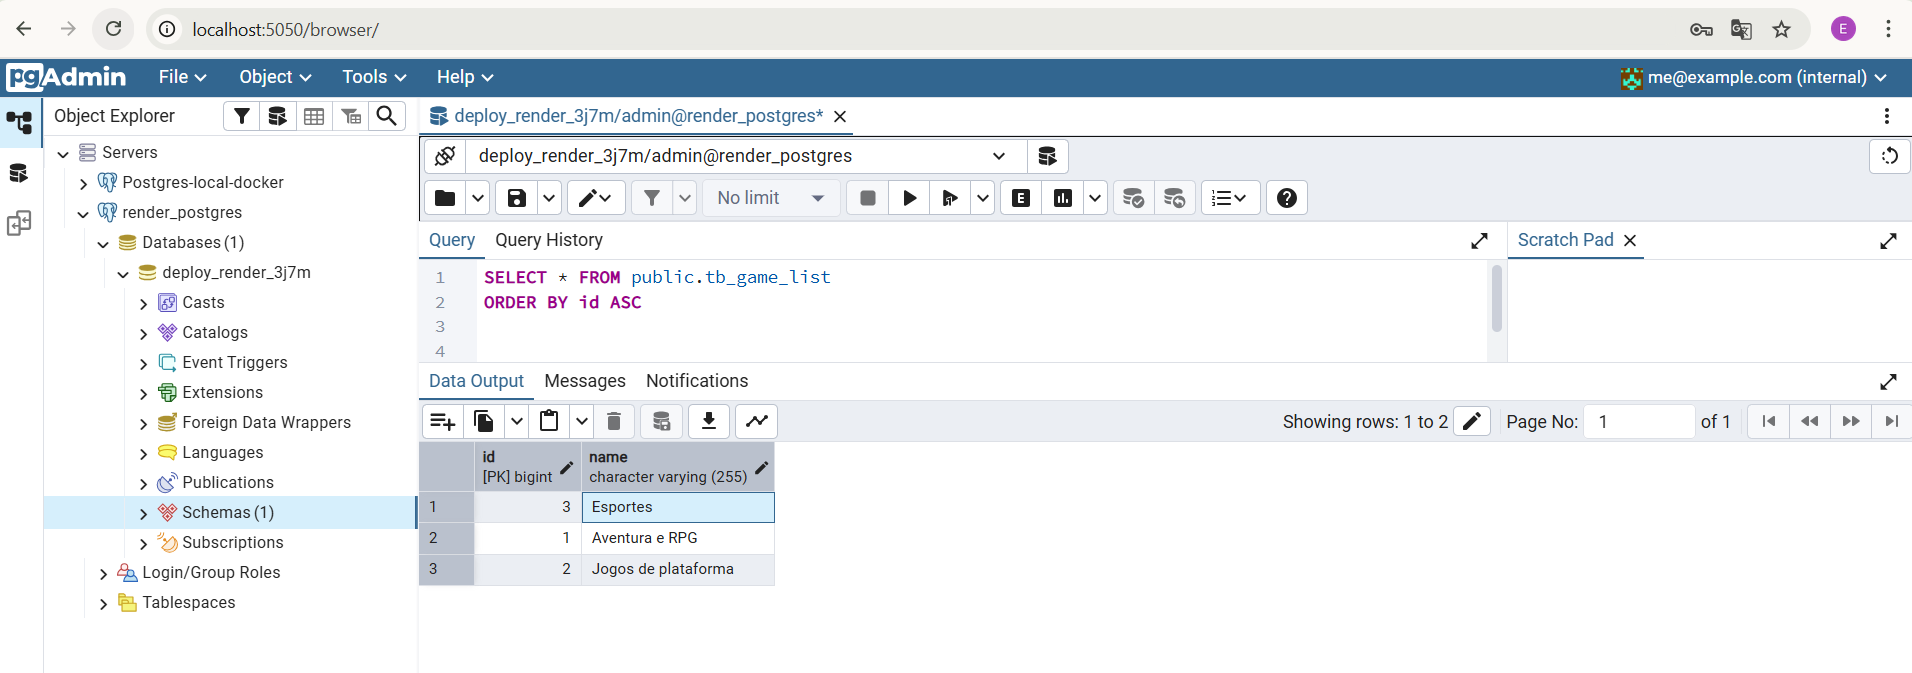 localhost:5050/browser/
E
pgAdmin File Object Tools Help me@example.com (internal)
Object Explorer
deploy_render_3j7m/admin@render_postgres*
Servers
Postgres-local-docker
render_postgres
Databases (1)
deploy_render_3j7m
Casts
Catalogs
Event Triggers
Extensions
Foreign Data Wrappers
Languages
Publications
Schemas (1)
Subscriptions
Login/Group Roles
Tablespaces
deploy_render_3j7m/admin@render_postgres
No limit
E
Query Query History
Scratch Pad
1 SELECT * FROM public.tb_game_list
2 ORDER BY id ASC
3
4
Data Output Messages Notifications
Showing rows: 1 to 2 Page No: 1 of 1
id name
[PK] bigint character varying (255)
1 3 Esportes
2 1 Aventura e RPG
3 2 Jogos de plataforma